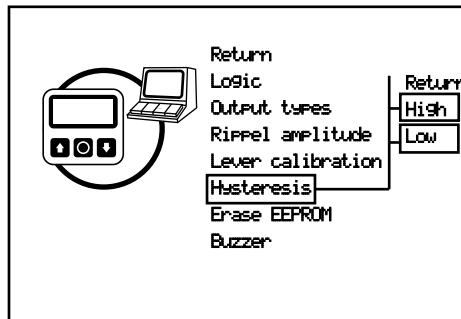 Return
Logic
Output types
Rippel amplitude
Lever calibration
Hysteresis
Erase EEPROM
Buzzer
Return
High
Low